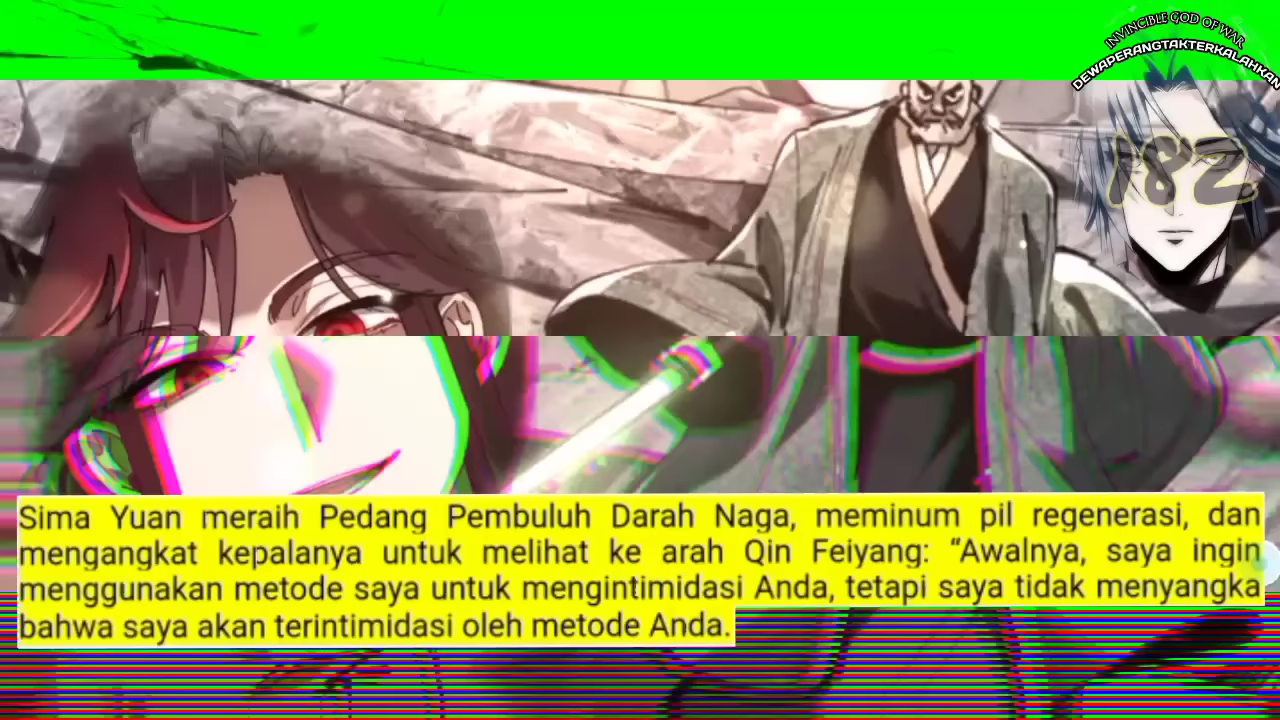 INVINCIBLE GOD OF WAR
DEWAPERANGTAKTERKALAHKAN
182
Sima Yuan meraih Pedang Pembuluh Darah Naga, meminum pil regenerasi, dan
mengangkat kepalanya untuk melihat ke arah Qin Feiyang: “Awalnya, saya ingin
menggunakan metode saya untuk mengintimidasi Anda, tetapi saya tidak menyangka
bahwa saya akan terintimidasi oleh metode Anda.